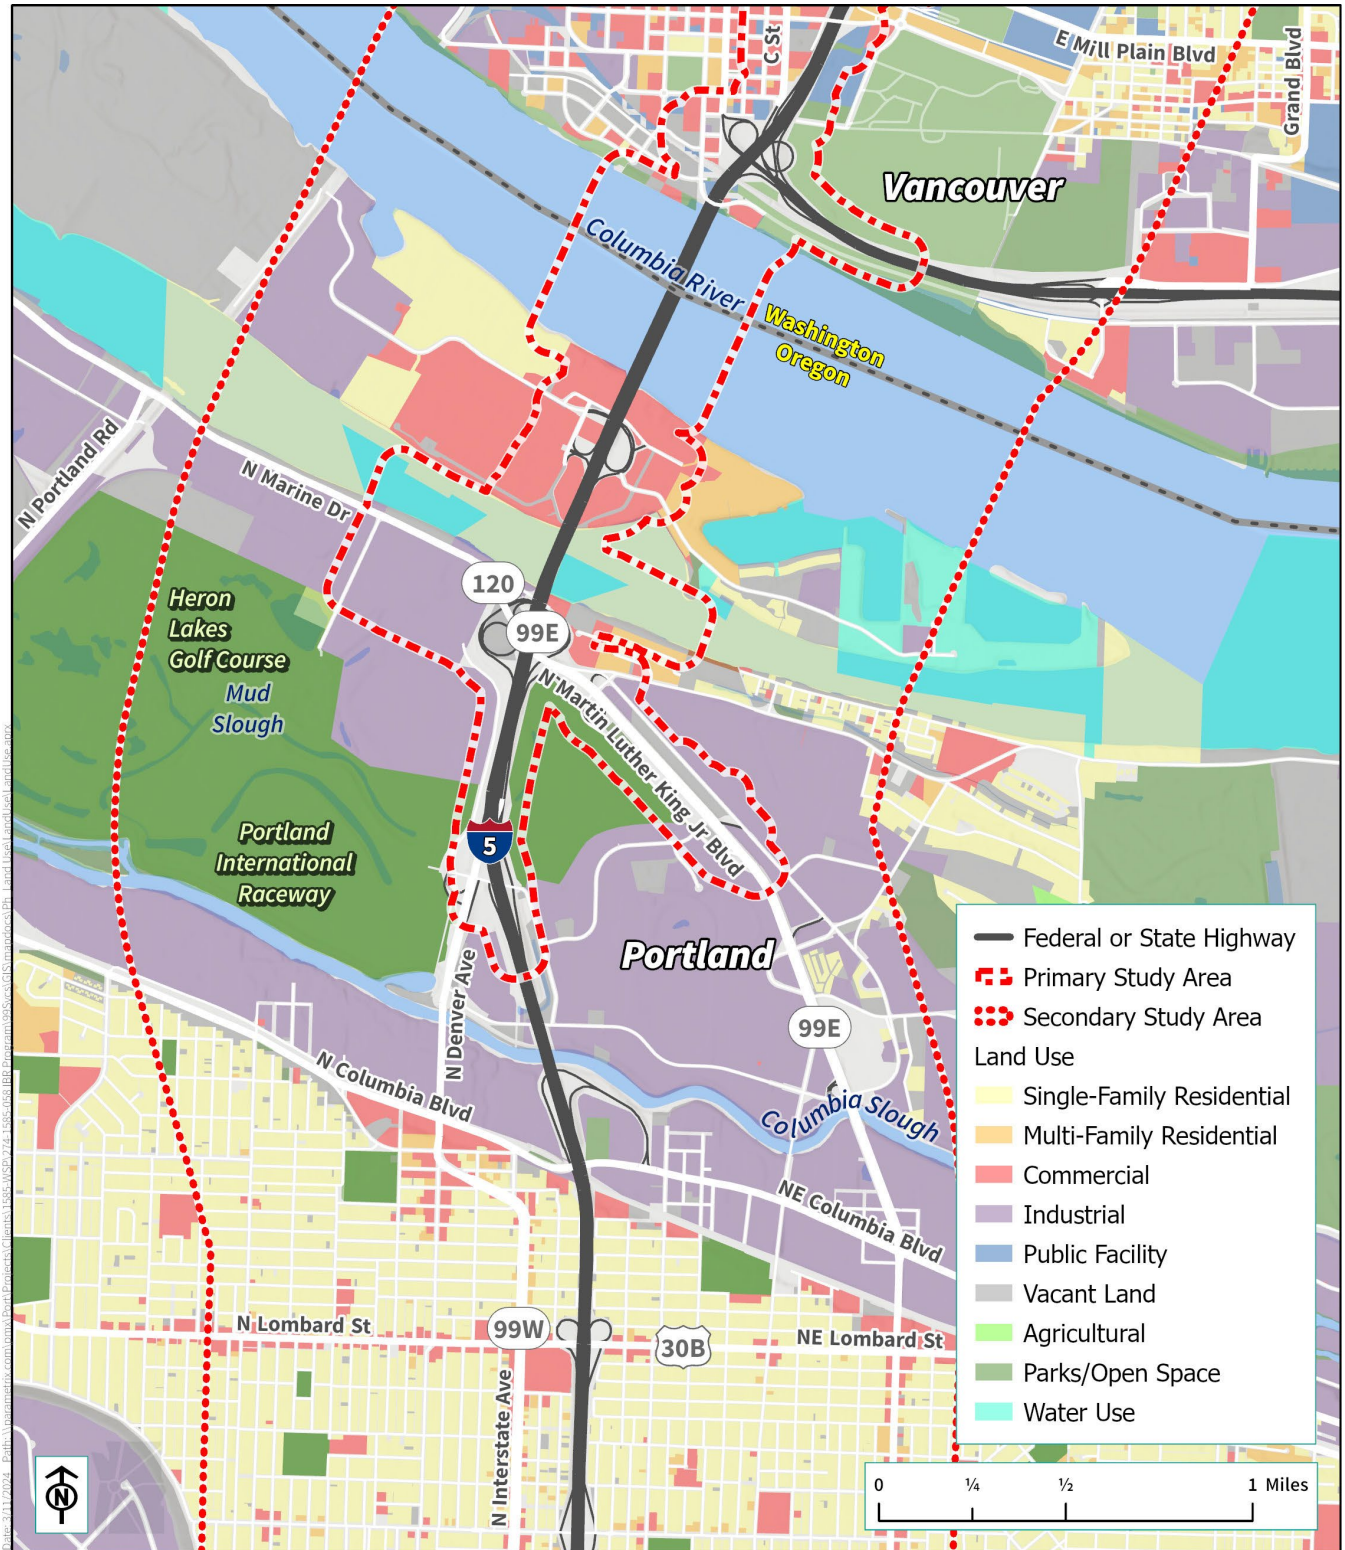 C St
E Mill Plain Blvd
Grand Blvd
Vancouver
Columbia River
Washington
Oregon
N Portland Rd
N Marine Dr
120
99E
Heron
Lakes
Golf Course
Mud
Slough
N Martin Luther King Jr Blvd
Portland
International
Raceway
5
Portland
N Denver Ave
99E
N Columbia Blvd
Columbia Slough
NE Columbia Blvd
N Lombard St
99W
30B
NE Lombard St
N Interstate Ave
Federal or State Highway
Primary Study Area
Secondary Study Area
Land Use
Single-Family Residential
Multi-Family Residential
Commercial
Industrial
Public Facility
Vacant Land
Agricultural
Parks/Open Space
Water Use
N
0 ¼ ½ 1 Miles
Date: 3/11/2024